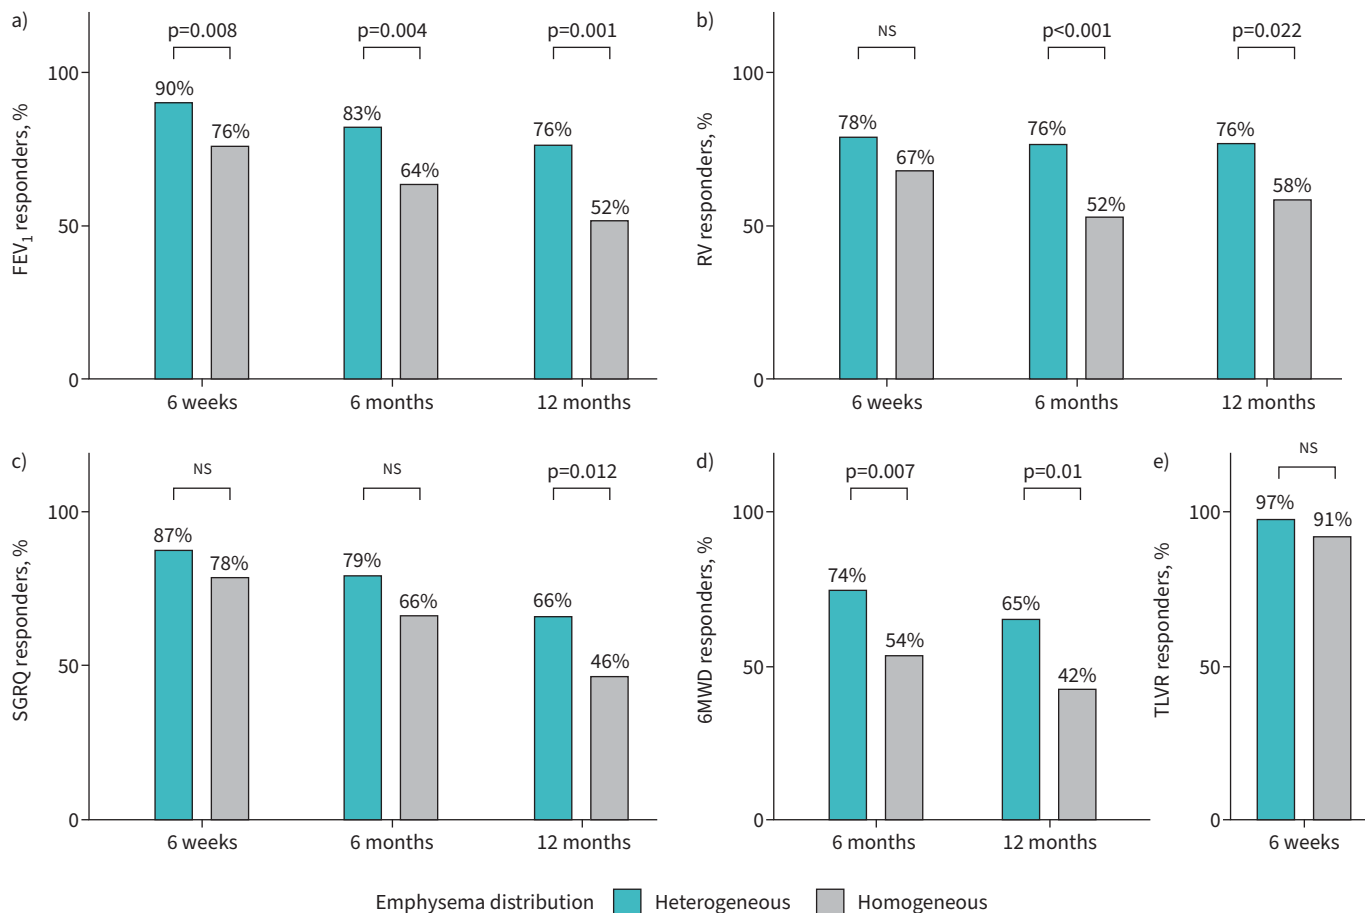 a)
p=0.008
p=0.004
p=0.001
100
50
0
FEV1 responders, %
90%
76%
83%
64%
76%
52%
6 weeks
6 months
12 months
b)
NS
p<0.001
p=0.022
100
50
0
RV responders, %
78%
67%
76%
52%
76%
58%
6 weeks
6 months
12 months
c)
NS
NS
p=0.012
100
50
0
SGRQ responders, %
87%
78%
79%
66%
66%
46%
6 weeks
6 months
12 months
d)
p=0.007
p=0.01
100
50
0
6MWD responders, %
74%
54%
65%
42%
6 months
12 months
e)
NS
100
50
0
TLVR responders, %
97%
91%
6 weeks
Emphysema distribution Heterogeneous Homogeneous